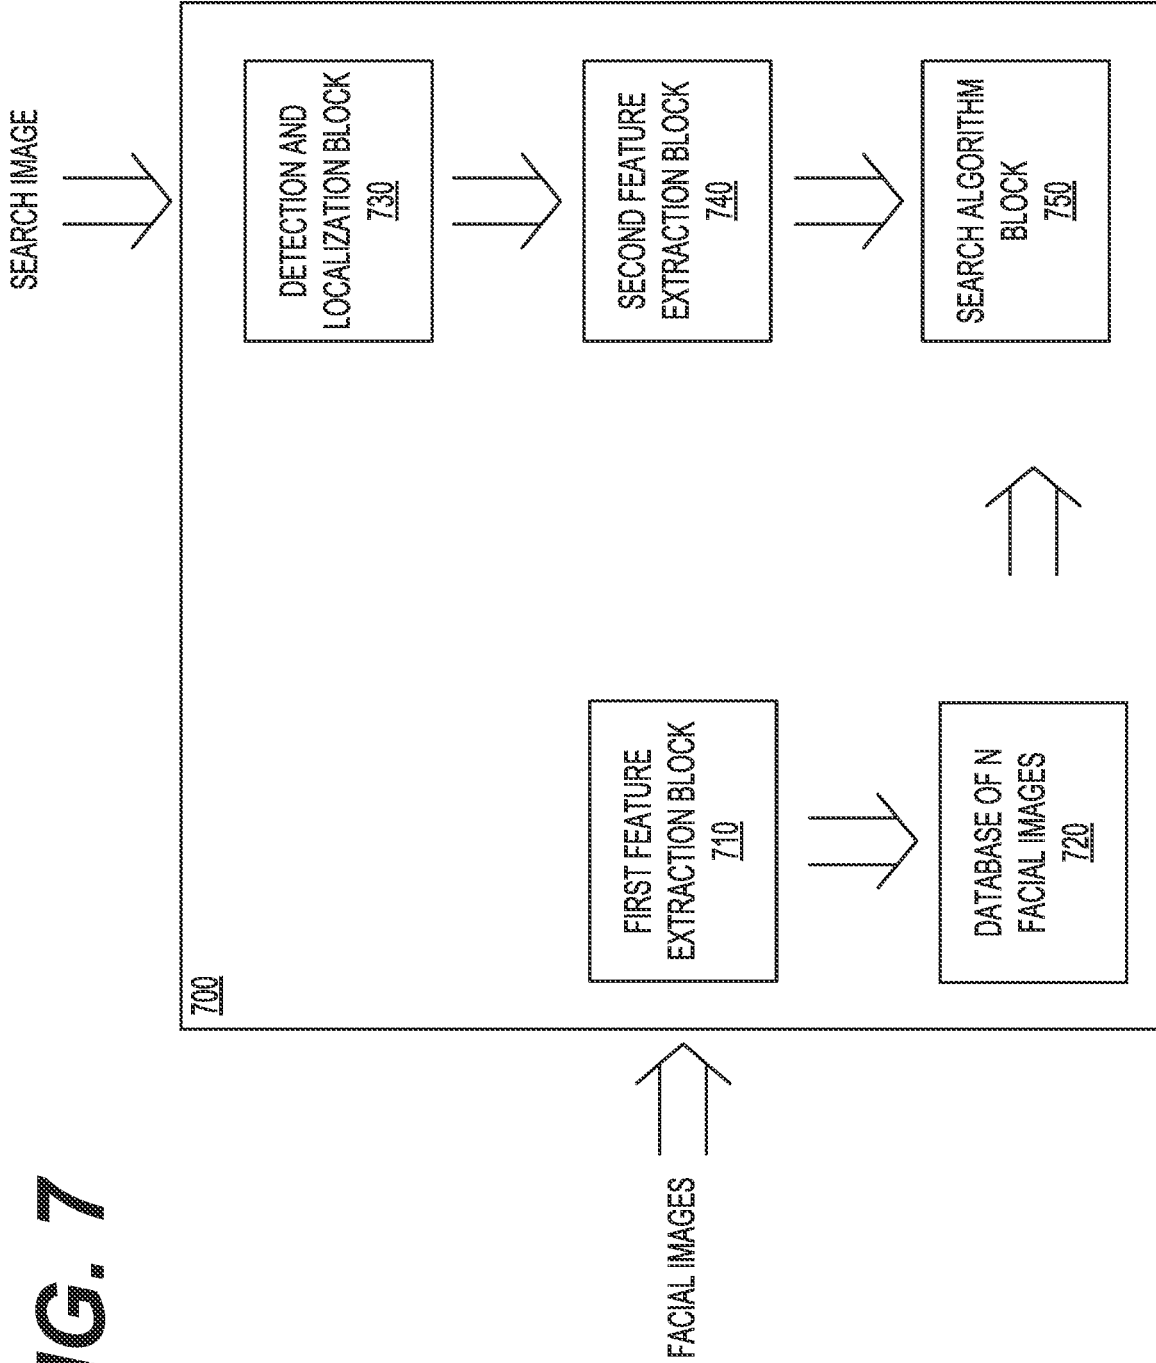 SEARCH IMAGE
DETECTION AND
LOCALIZATION BLOCK
730
SECOND FEATURE
EXTRACTION BLOCK
740
SEARCH ALGORITHM
BLOCK
750
700
FIRST FEATURE
EXTRACTION BLOCK
710
DATABASE OF N
FACIAL IMAGES
720
FACIAL IMAGES
IG. 7